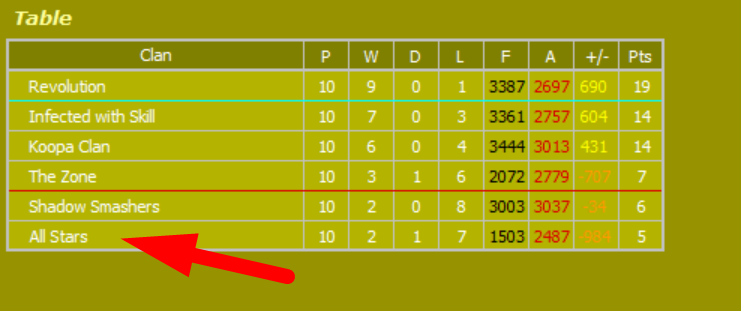 Table
Clan P W D L F A +/- Pts
Revolution 10 9 0 1 3387 2697 690 19
Infected with Skill 10 7 0 3 3361 2757 604 14
Koopa Clan 10 6 0 4 3444 3013 431 14
The Zone 10 3 1 6 2072 2779 -707 7
Shadow Smashers 10 2 0 8 3003 3037 -34 6
All Stars 10 2 1 7 1503 2487 -984 5